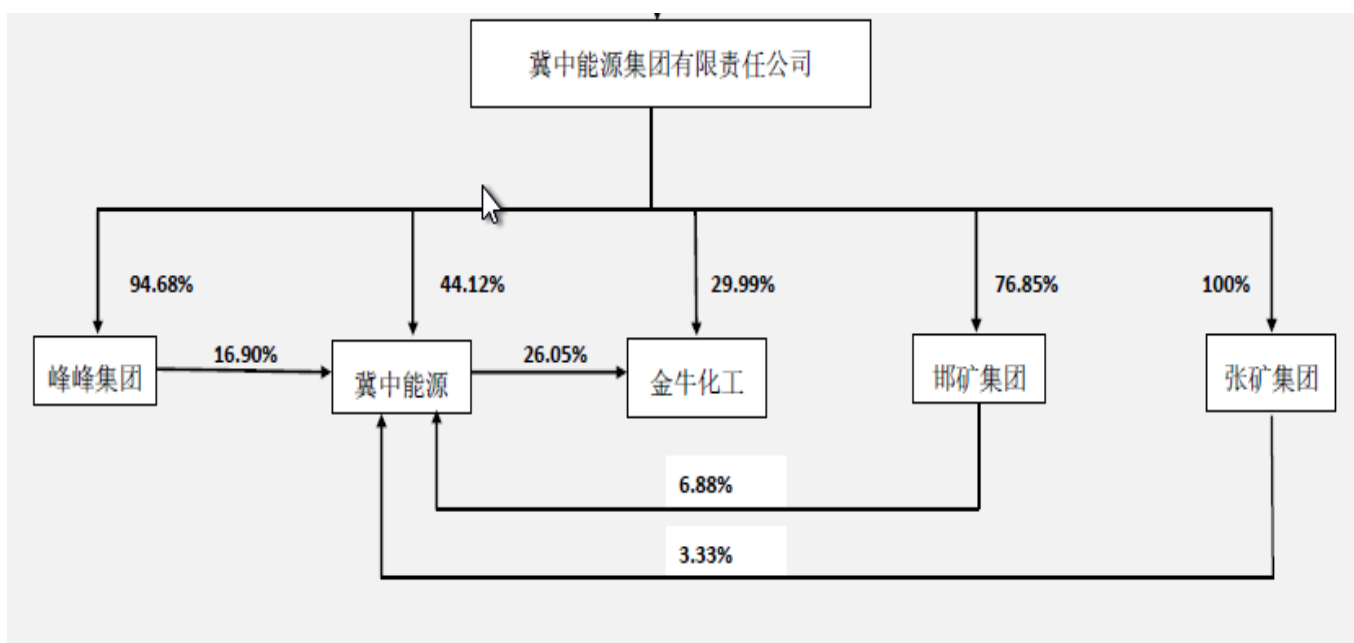 冀中能源集团有限责任公司
94.68%
44.12%
29.99%
76.85%
100%
峰峰集团
16.90%
冀中能源
26.05%
金牛化工
邯矿集团
张矿集团
6.88%
3.33%